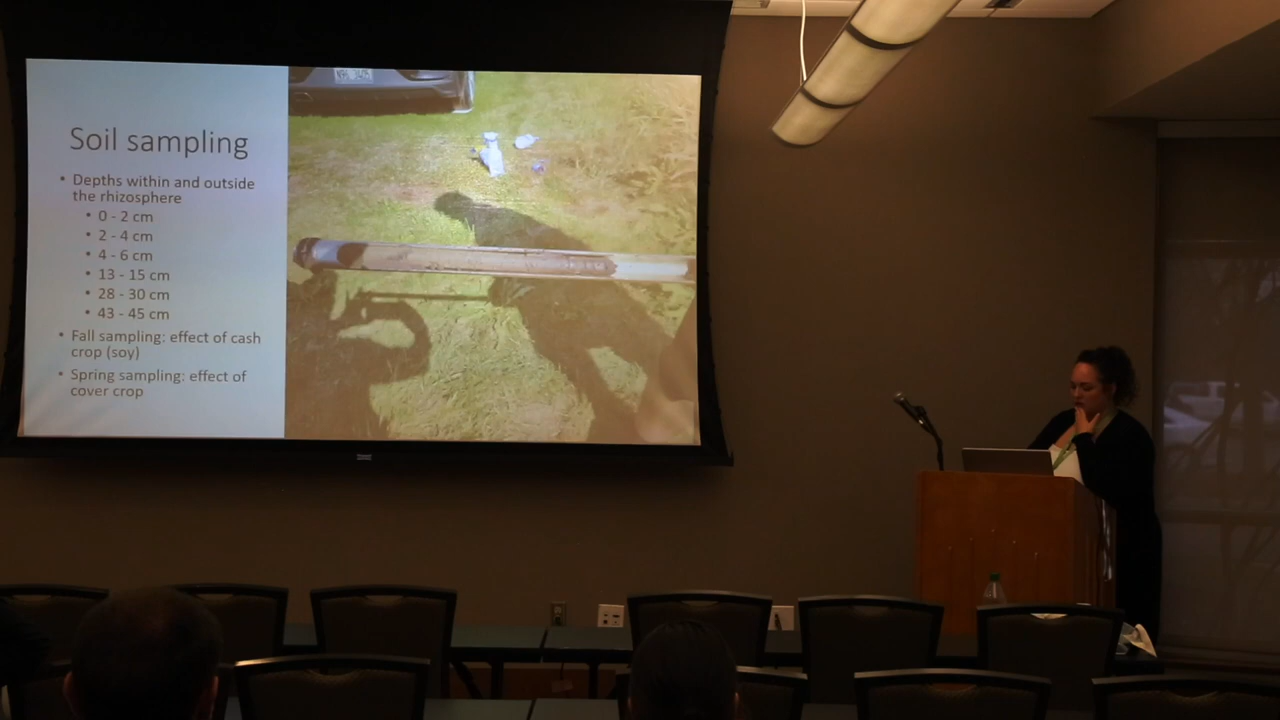 Soil sampling
• Depths within and outside
the rhizosphere
• 0 - 2 cm
• 2 - 4 cm
• 4 - 6 cm
• 13 - 15 cm
• 28 - 30 cm
• 43 - 45 cm
• Fall sampling: effect of cash
crop (soy)
• Spring sampling: effect of
cover crop